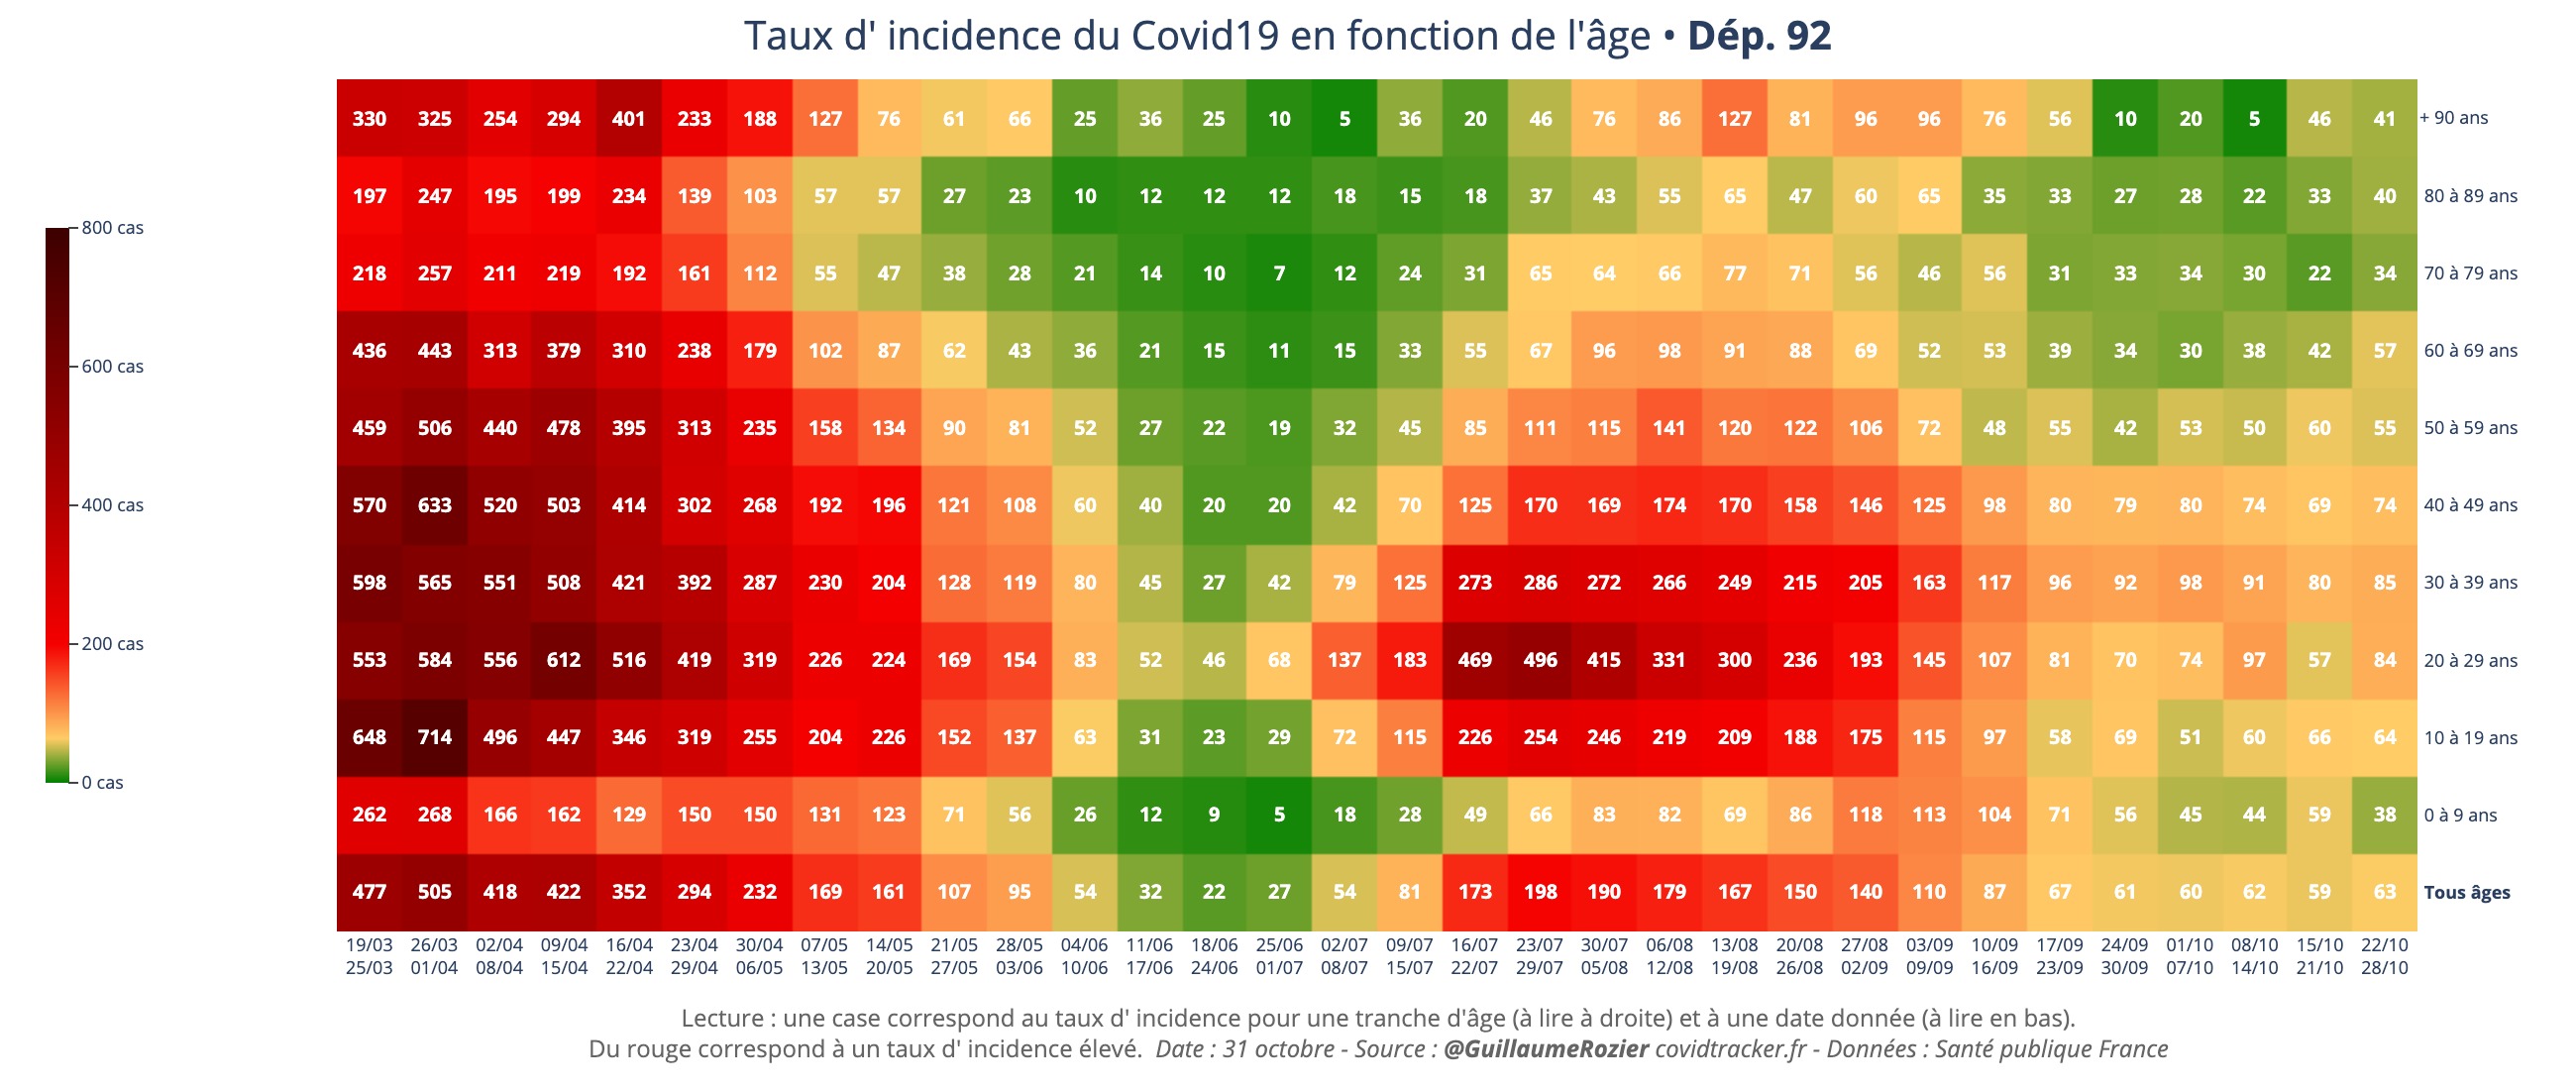 Taux d' incidence du Covid19 en fonction de l'âge • Dép. 92
800 cas
600 cas
400 cas
200 cas
0 cas
330 325 254 294 401 233 188 127 76 61 66 25 36 25 10 5 36 20 46 76 86 127 81 96 96 76 56 10 20 5 46 41 + 90 ans
197 247 195 199 234 139 103 57 57 27 23 10 12 12 12 18 15 18 37 43 55 65 47 60 65 35 33 27 28 22 33 40 80 à 89 ans
218 257 211 219 192 161 112 55 47 38 28 21 14 10 7 12 24 31 65 64 66 77 71 56 46 56 31 33 34 30 22 34 70 à 79 ans
436 443 313 379 310 238 179 102 87 62 43 36 21 15 11 15 33 55 67 96 98 91 88 69 52 53 39 34 30 38 42 57 60 à 69 ans
459 506 440 478 395 313 235 158 134 90 81 52 27 22 19 32 45 85 111 115 141 120 122 106 72 48 55 42 53 50 60 55 50 à 59 ans
570 633 520 503 414 302 268 192 196 121 108 60 40 20 20 42 70 125 170 169 174 170 158 146 125 98 80 79 80 74 69 74 40 à 49 ans
598 565 551 508 421 392 287 230 204 128 119 80 45 27 42 79 125 273 286 272 266 249 215 205 163 117 96 92 98 91 80 85 30 à 39 ans
553 584 556 612 516 419 319 226 224 169 154 83 52 46 68 137 183 469 496 415 331 300 236 193 145 107 81 70 74 97 57 84 20 à 29 ans
648 714 496 447 346 319 255 204 226 152 137 63 31 23 29 72 115 226 254 246 219 209 188 175 115 97 58 69 51 60 66 64 10 à 19 ans
262 268 166 162 129 150 150 131 123 71 56 26 12 9 5 18 28 49 66 83 82 69 86 118 113 104 71 56 45 44 59 38 0 à 9 ans
477 505 418 422 352 294 232 169 161 107 95 54 32 22 27 54 81 173 198 190 179 167 150 140 110 87 67 61 60 62 59 63 Tous âges
19/03 26/03 02/04 09/04 16/04 23/04 30/04 07/05 14/05 21/05 28/05 04/06 11/06 18/06 25/06 02/07 09/07 16/07 23/07 30/07 06/08 13/08 20/08 27/08 03/09 10/09 17/09 24/09 01/10 08/10 15/10 22/10
25/03 01/04 08/04 15/04 22/04 29/04 06/05 13/05 20/05 27/05 03/06 10/06 17/06 24/06 01/07 08/07 15/07 22/07 29/07 05/08 12/08 19/08 26/08 02/09 09/09 16/09 23/09 30/09 07/10 14/10 21/10 28/10
Lecture : une case correspond au taux d' incidence pour une tranche d'âge (à lire à droite) et à une date donnée (à lire en bas).
Du rouge correspond à un taux d' incidence élevé. Date : 31 octobre - Source : @GuillaumeRozier covidtracker.fr - Données : Santé publique France